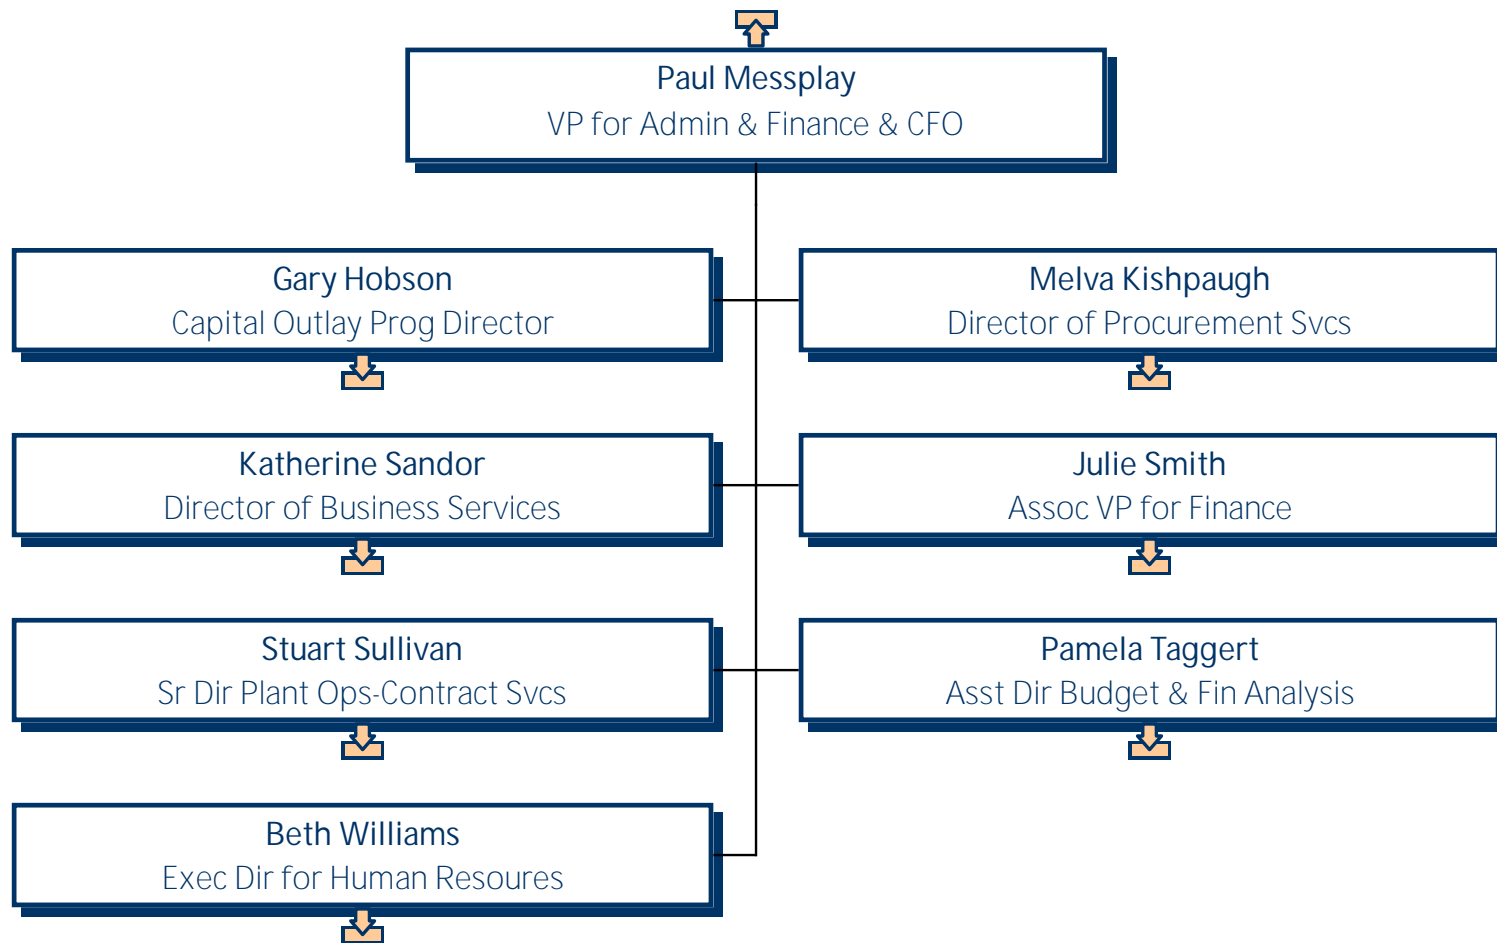 Paul Messplay
VP for Admin & Finance & CFO
Gary Hobson
Capital Outlay Prog Director
Melva Kishpaugh
Director of Procurement Svcs
Katherine Sandor
Director of Business Services
Julie Smith
Assoc VP for Finance
Stuart Sullivan
Sr Dir Plant Ops-Contract Svcs
Pamela Taggert
Asst Dir Budget & Fin Analysis
Beth Williams
Exec Dir for Human Resoures